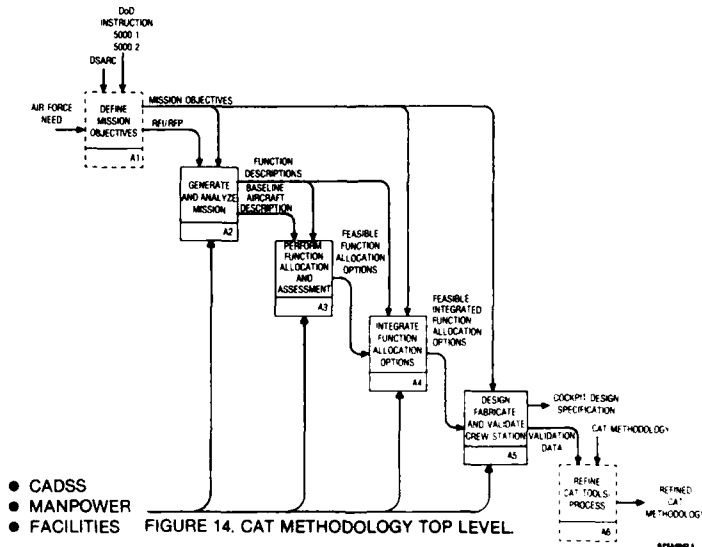 DoD
INSTRUCTION
5000 1
5000 2
DSARC
AIR FORCE
NEED
DEFINE
MISSION
OBJECTIVES
A1
MISSION OBJECTIVES
RFI/RFP
GENERATE
AND ANALYZE
MISSION
A2
FUNCTION
DESCRIPTIONS
BASELINE
AIRCRAFT
DESCRIPTION
PERFORM
FUNCTION
ALLOCATION
AND
ASSESSMENT
A3
FEASIBLE
FUNCTION
ALLOCATION
OPTIONS
INTEGRATE
FUNCTION
ALLOCATION
OPTIONS
A4
FEASIBLE
INTEGRATED
FUNCTION
ALLOCATION
OPTIONS
DESIGN
FABRICATE
AND VALIDATE
CREW STATION
A5
COCKPIT DESIGN
SPECIFICATION
VALIDATION
DATA
CAT METHODOLOGY
REFINE
CAT TOOLS/
PROCESS
A6
REFINED
CAT
METHODOLOGY
● CADSS
● MANPOWER
● FACILITIES
FIGURE 14. CAT METHODOLOGY TOP LEVEL.